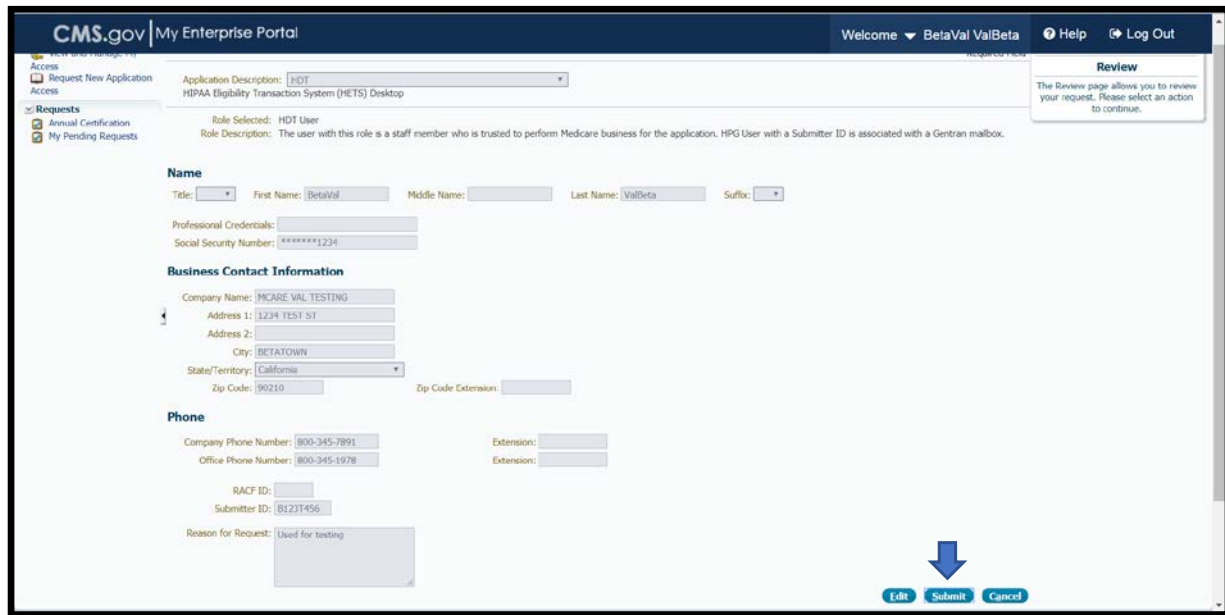 CMS.gov My Enterprise Portal Welcome BetaVal ValBeta Help Log Out
View and Manage My
Access
Request New Application
Access
Requests
Annual Certification
My Pending Requests
Required Field
Review
The Review page allows you to review
your request. Please select an action
to continue.
Application Description: HDT
HIPAA Eligibility Transaction System (HETS) Desktop
Role Selected: HDT User
Role Description: The user with this role is a staff member who is trusted to perform Medicare business for the application. HPG User with a Submitter ID is associated with a Gentran mailbox.
Name
Title: First Name: BetaVal Middle Name: Last Name: ValBeta Suffix:
Professional Credentials:
Social Security Number: *******1234
Business Contact Information
Company Name: MCARE VAL TESTING
Address 1: 1234 TEST ST
Address 2:
City: BETATOWN
State/Territory: California
Zip Code: 90210 Zip Code Extension:
Phone
Company Phone Number: 800-345-7891 Extension:
Office Phone Number: 800-345-1978 Extension:
RACF ID:
Submitter ID: B123T456
Reason for Request: Used for testing
Edit Submit Cancel